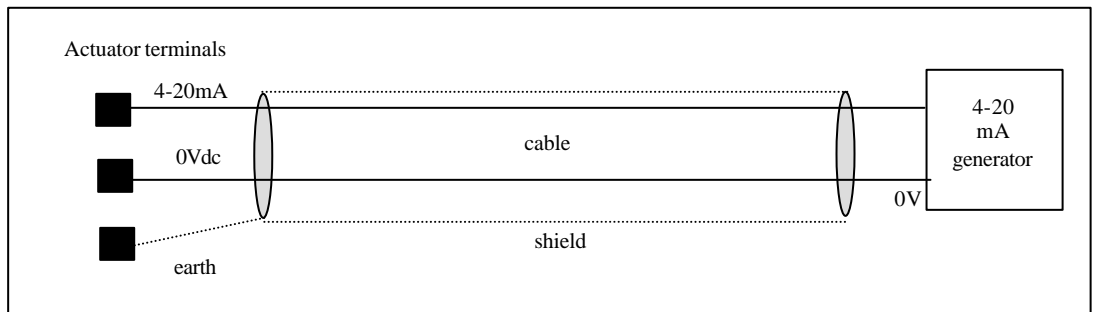 Actuator terminals
4-20mA
4-20
mA
generator
cable
0Vdc
0V
shield
earth